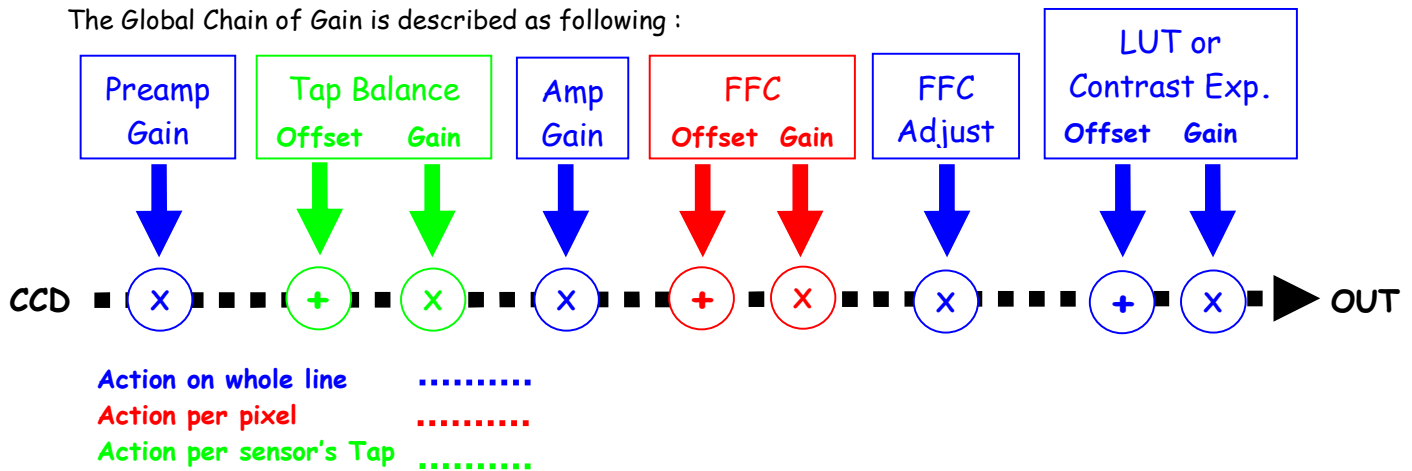 The Global Chain of Gain is described as following :
LUT or
Contrast Exp.
Offset Gain
Preamp
Gain
Tap Balance
Offset Gain
Amp
Gain
FFC
Offset Gain
FFC
Adjust
CCD X + X X + X X + X OUT
Action on whole line
Action per pixel
Action per sensor's Tap